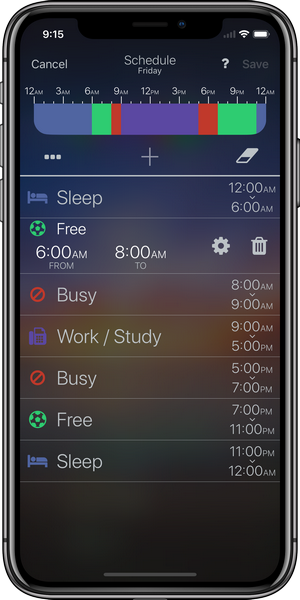 9:15
Cancel
Schedule
Friday
?
Save
12AM 3AM 6AM 9AM 12PM 3PM 6PM 9PM 12AM
Sleep
12:00AM
6:00AM
Free
6:00AM 8:00AM
FROM TO
Busy
8:00AM
9:00AM
Work / Study
9:00AM
5:00PM
Busy
5:00PM
7:00PM
Free
7:00PM
11:00PM
Sleep
11:00PM
12:00AM